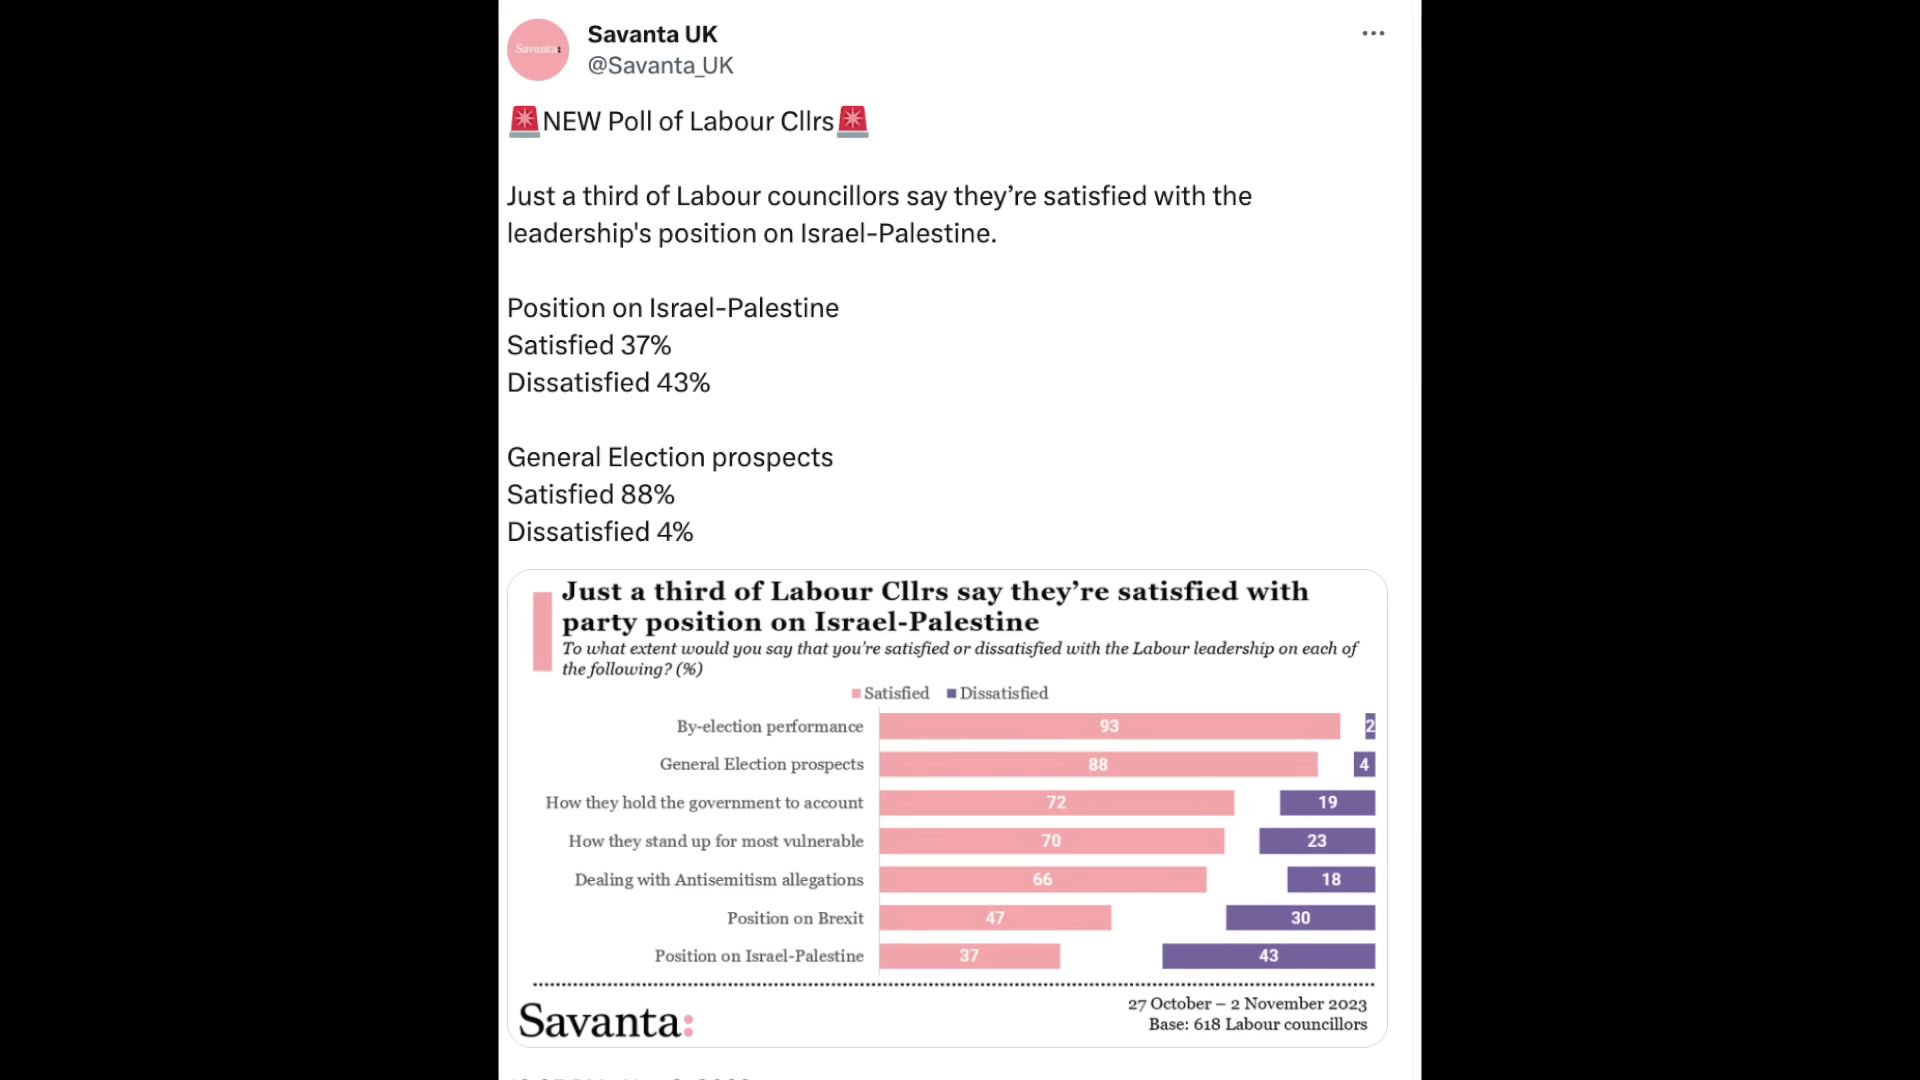 Savanta:
Savanta UK
@Savanta_UK
NEW Poll of Labour Cllrs
Just a third of Labour councillors say they’re satisfied with the
leadership's position on Israel-Palestine.
Position on Israel-Palestine
Satisfied 37%
Dissatisfied 43%
General Election prospects
Satisfied 88%
Dissatisfied 4%
Just a third of Labour Cllrs say they’re satisfied with
party position on Israel-Palestine
To what extent would you say that you’re satisfied or dissatisfied with the Labour leadership on each of
the following? (%)
Satisfied Dissatisfied
By-election performance 93 2
General Election prospects 88 4
How they hold the government to account 72 19
How they stand up for most vulnerable 70 23
Dealing with Antisemitism allegations 66 18
Position on Brexit 47 30
Position on Israel-Palestine 37 43
Savanta:
27 October – 2 November 2023
Base: 618 Labour councillors